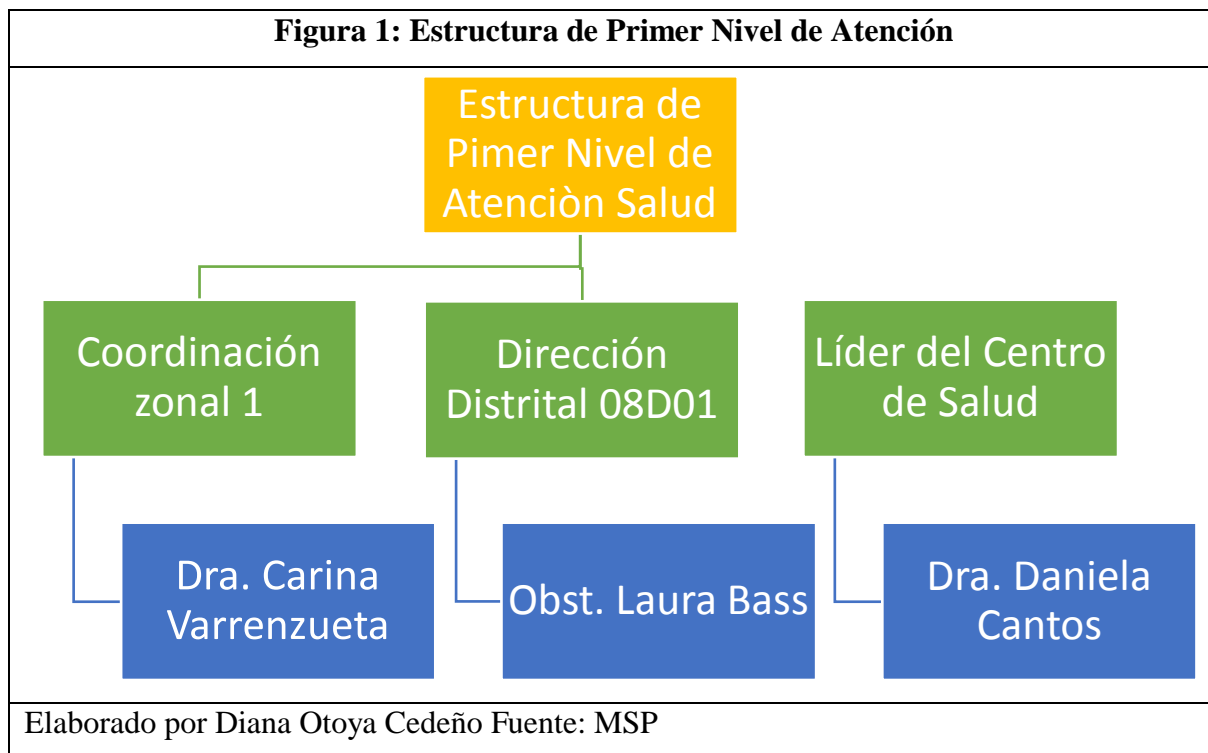 Figura 1: Estructura de Primer Nivel de Atención
Estructura de
Pimer Nivel de
Atenciòn Salud
Coordinación
zonal 1
Dirección
Distrital 08D01
Líder del Centro
de Salud
Dra. Carina
Varrenzueta
Obst. Laura Bass
Dra. Daniela
Cantos
Elaborado por Diana Otoya Cedeño Fuente: MSP